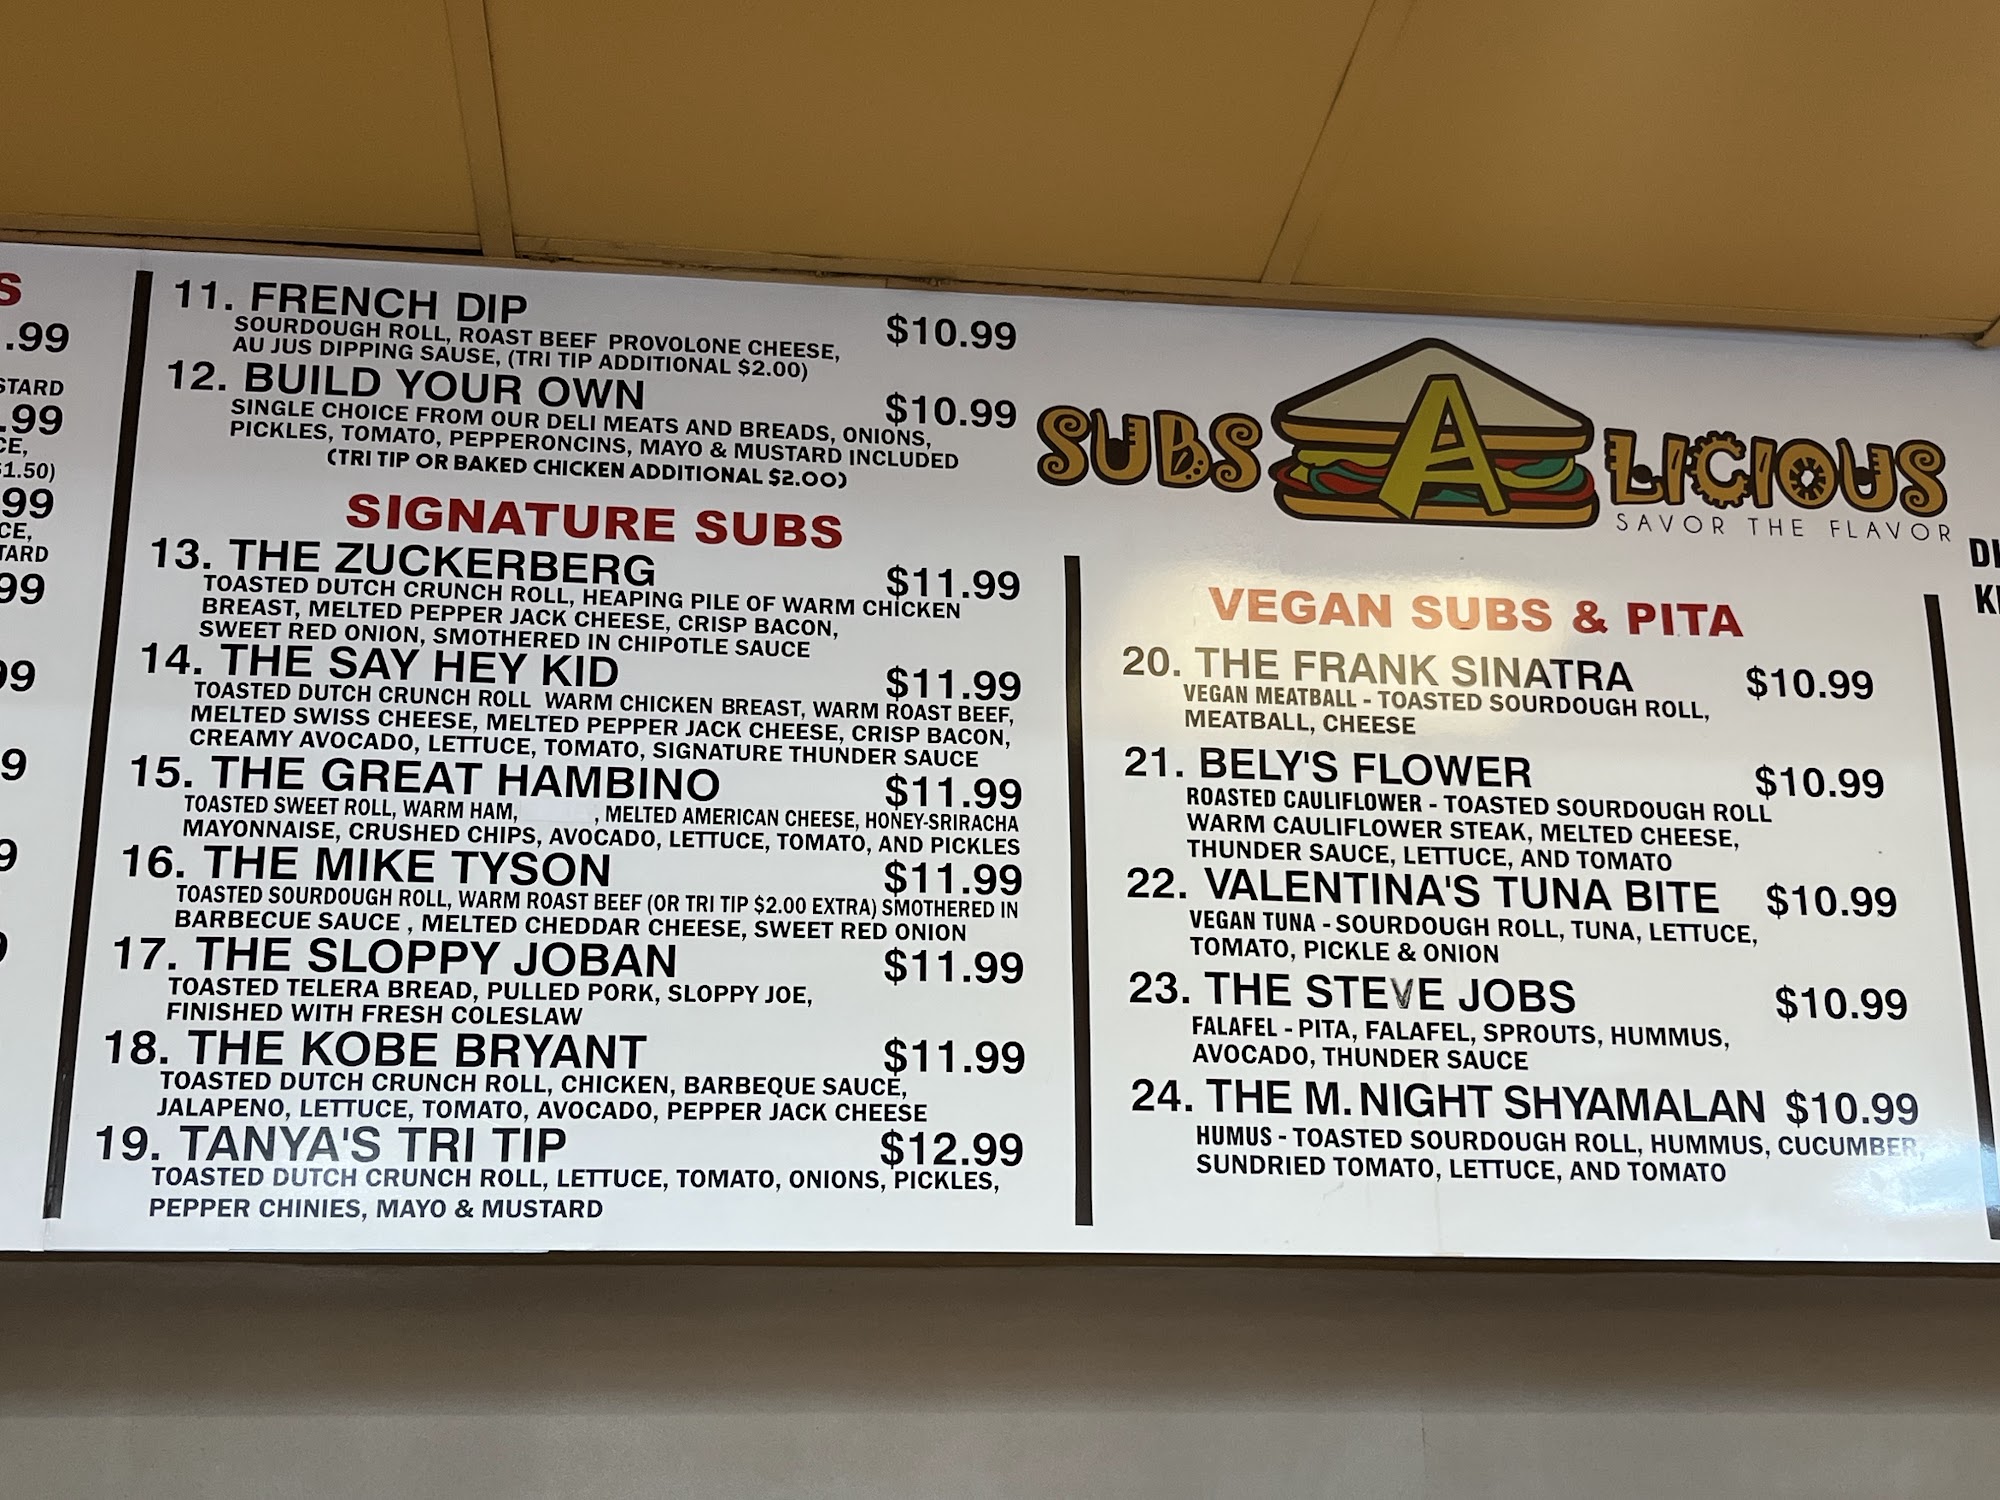 S
.99
STARD
.99
CE,
$1.50)
99
CE,
TARD
99
99
9
9
9
11. FRENCH DIP $10.99
SOURDOUGH ROLL, ROAST BEEF PROVOLONE CHEESE,
AU JUS DIPPING SAUSE, (TRI TIP ADDITIONAL $2.00)
12. BUILD YOUR OWN $10.99
SINGLE CHOICE FROM OUR DELI MEATS AND BREADS, ONIONS,
PICKLES, TOMATO, PEPPERONCINS, MAYO & MUSTARD INCLUDED
(TRI TIP OR BAKED CHICKEN ADDITIONAL $2.00)
SIGNATURE SUBS
13. THE ZUCKERBERG $11.99
TOASTED DUTCH CRUNCH ROLL, HEAPING PILE OF WARM CHICKEN
BREAST, MELTED PEPPER JACK CHEESE, CRISP BACON,
SWEET RED ONION, SMOTHERED IN CHIPOTLE SAUCE
14. THE SAY HEY KID $11.99
TOASTED DUTCH CRUNCH ROLL WARM CHICKEN BREAST, WARM ROAST BEEF,
MELTED SWISS CHEESE, MELTED PEPPER JACK CHEESE, CRISP BACON,
CREAMY AVOCADO, LETTUCE, TOMATO, SIGNATURE THUNDER SAUCE
15. THE GREAT HAMBINO $11.99
TOASTED SWEET ROLL, WARM HAM, , MELTED AMERICAN CHEESE, HONEY-SRIRACHA
MAYONNAISE, CRUSHED CHIPS, AVOCADO, LETTUCE, TOMATO, AND PICKLES
16. THE MIKE TYSON $11.99
TOASTED SOURDOUGH ROLL, WARM ROAST BEEF (OR TRI TIP $2.00 EXTRA) SMOTHERED IN
BARBECUE SAUCE , MELTED CHEDDAR CHEESE, SWEET RED ONION
17. THE SLOPPY JOBAN $11.99
TOASTED TELERA BREAD, PULLED PORK, SLOPPY JOE,
FINISHED WITH FRESH COLESLAW
18. THE KOBE BRYANT $11.99
TOASTED DUTCH CRUNCH ROLL, CHICKEN, BARBEQUE SAUCE,
JALAPENO, LETTUCE, TOMATO, AVOCADO, PEPPER JACK CHEESE
19. TANYA'S TRI TIP $12.99
TOASTED DUTCH CRUNCH ROLL, LETTUCE, TOMATO, ONIONS, PICKLES,
PEPPER CHINIES, MAYO & MUSTARD
SUBS A LICIOUS
SAVOR THE FLAVOR
VEGAN SUBS & PITA
20. THE FRANK SINATRA $10.99
VEGAN MEATBALL - TOASTED SOURDOUGH ROLL,
MEATBALL, CHEESE
21. BELY'S FLOWER $10.99
ROASTED CAULIFLOWER - TOASTED SOURDOUGH ROLL
WARM CAULIFLOWER STEAK, MELTED CHEESE,
THUNDER SAUCE, LETTUCE, AND TOMATO
22. VALENTINA'S TUNA BITE $10.99
VEGAN TUNA - SOURDOUGH ROLL, TUNA, LETTUCE,
TOMATO, PICKLE & ONION
23. THE STEVE JOBS $10.99
FALAFEL - PITA, FALAFEL, SPROUTS, HUMMUS,
AVOCADO, THUNDER SAUCE
24. THE M.NIGHT SHYAMALAN $10.99
HUMUS - TOASTED SOURDOUGH ROLL, HUMMUS, CUCUMBER,
SUNDRIED TOMATO, LETTUCE, AND TOMATO